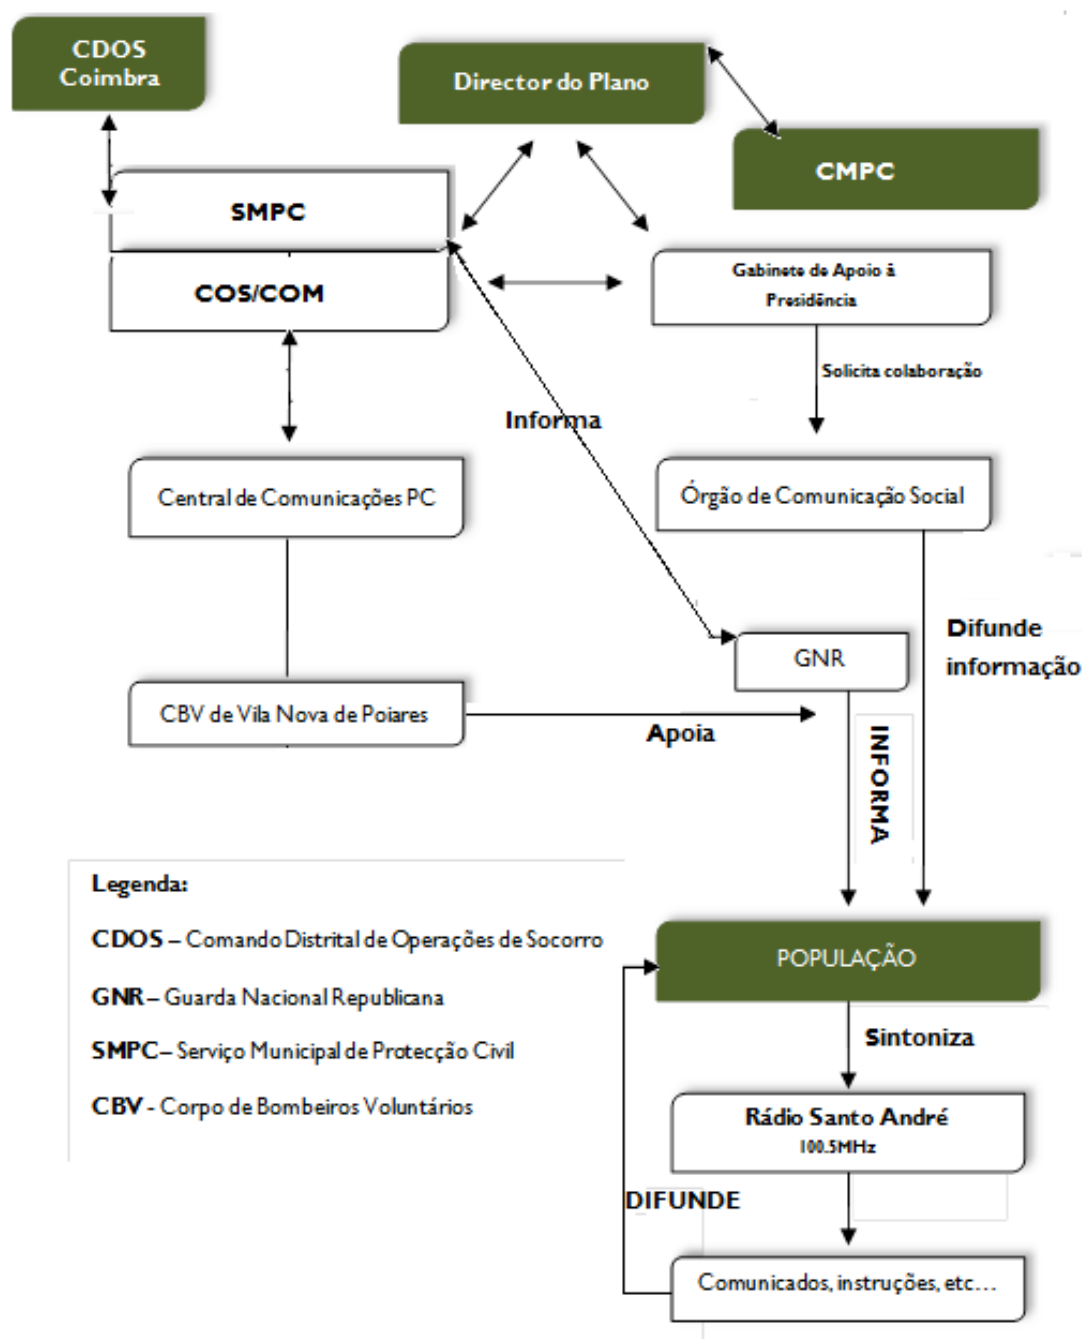 CDOS
Coimbra
Director do Plano
CMPC
SMPC
COS/COM
Gabinete de Apoio à
Presidência
Solicita colaboração
Informa
Central de Comunicações PC
Órgão de Comunicação Social
Difunde
informação
GNR
CBV de Vila Nova de Poiares
Apoia
INFORMA
Legenda:
CDOS – Comando Distrital de Operações de Socorro
GNR – Guarda Nacional Republicana
SMPC– Serviço Municipal de Protecção Civil
CBV - Corpo de Bombeiros Voluntários
POPULAÇÃO
Sintoniza
Rádio Santo André
100.5MHz
DIFUNDE
Comunicados, instruções, etc…